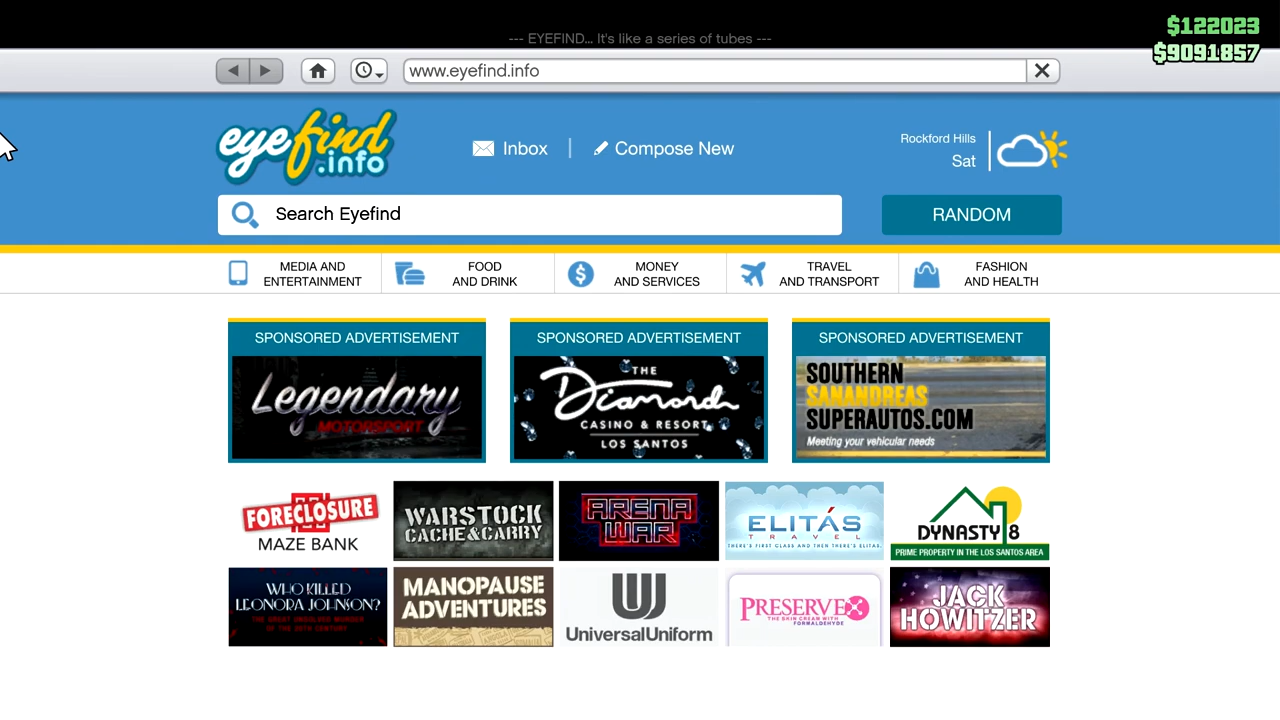 $122023
--- EYEFIND... It's like a series of tubes ---
$9091857
www.eyefind.info
eyefind
.info
Inbox
Compose New
Rockford Hills
Sat
Search Eyefind
RANDOM
MEDIA AND
ENTERTAINMENT
FOOD
AND DRINK
MONEY
AND SERVICES
TRAVEL
AND TRANSPORT
FASHION
AND HEALTH
SPONSORED ADVERTISEMENT
Legendary
MOTORSPORT
SPONSORED ADVERTISEMENT
THE
Diamond
CASINO & RESORT
LOS SANTOS
SPONSORED ADVERTISEMENT
SOUTHERN
SANANDREAS
SUPERAUTOS.COM
Meeting your vehicular needs
FORECLOSURE
MAZE BANK
WARSTOCK
CACHE&CARRY
ARENA
WAR
ELITÁS
TRAVEL
THERE'S FIRST CLASS AND THEN THERE'S ELITAS.
DYNASTY 8
PRIME PROPERTY IN THE LOS SANTOS AREA
WHO KILLED
LEONORA JOHNSON?
THE GREAT UNSOLVED MURDER
OF THE 20TH CENTURY
MANOPAUSE
ADVENTURES
UniversalUniform
PRESERVEX
THE SKIN CREAM WITH
FORMALDEHYDE
JACK
HOWITZER